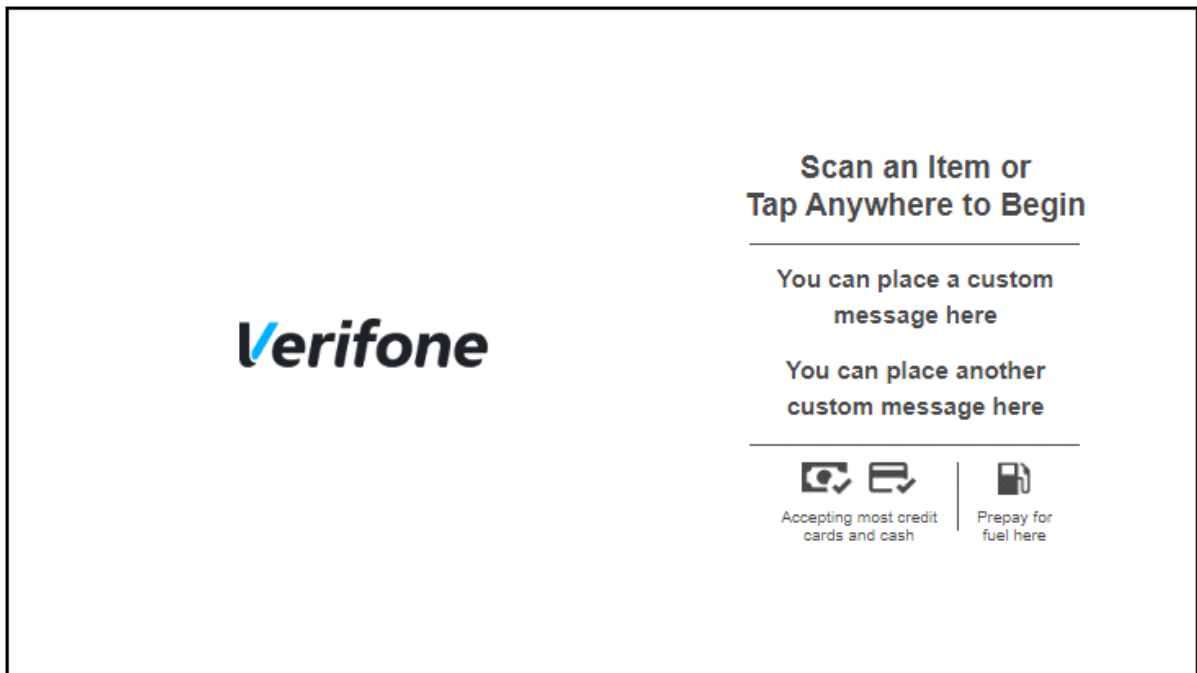 Verifone
Scan an Item or
Tap Anywhere to Begin
You can place a custom
message here
You can place another
custom message here
Accepting most credit
cards and cash
Prepay for
fuel here